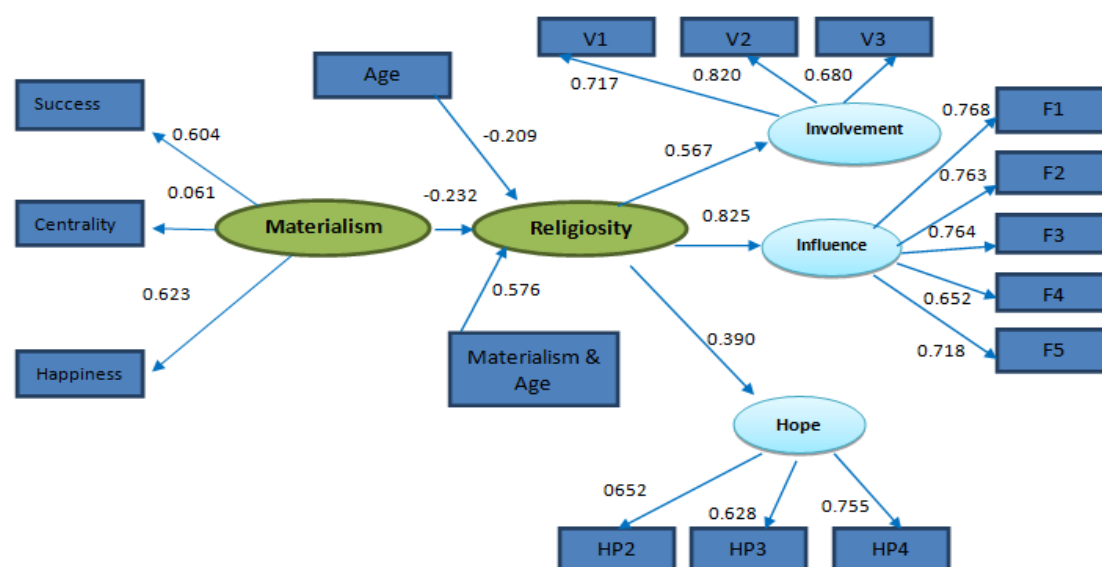 V1
V2
V3
Age
0.717
0.820
0.680
Success
0.604
-0.209
Involvement
0.768
F1
0.567
0.763
F2
0.061
-0.232
Centrality
Materialism
Religiosity
0.825
Influence
0.764
F3
0.623
0.576
0.652
F4
0.718
F5
Happiness
Materialism &
Age
0.390
Hope
0652
0.628
0.755
HP2
HP3
HP4